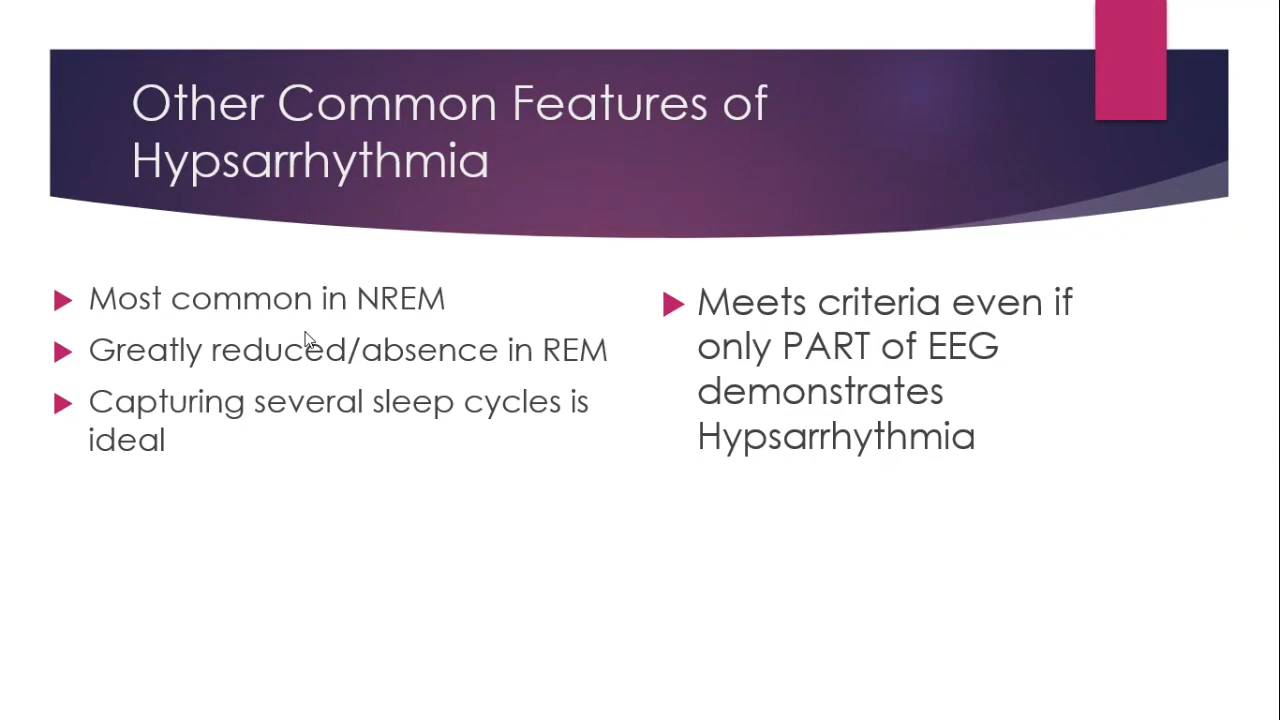 Other Common Features of
Hypsarrhythmia
Most common in NREM
Greatly reduced/absence in REM
Capturing several sleep cycles is
ideal
Meets criteria even if
only PART of EEG
demonstrates
Hypsarrhythmia